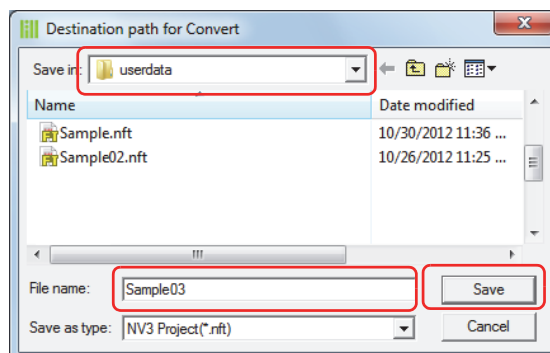 Destination path for Convert
Save in: userdata
Name Date modified
Sample.nft 10/30/2012 11:36 ...
Sample02.nft 10/26/2012 11:25 ...
File name: Sample03 Save
Save as type: NV3 Project(*.nft) Cancel